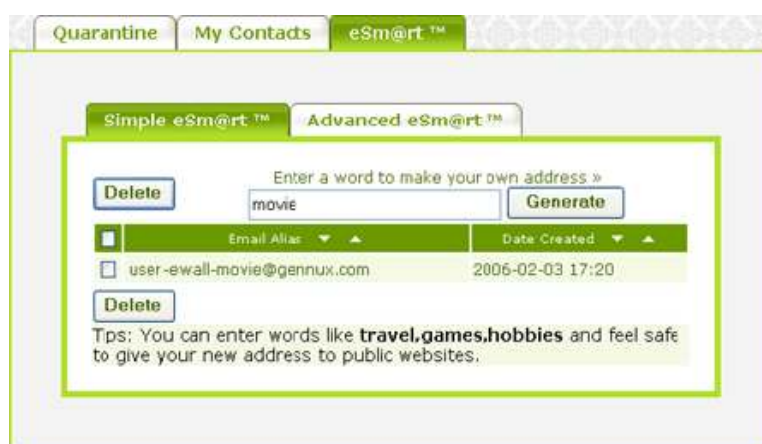 Quarantine My Contacts eSm@rt ™
Simple eSm@rt ™ Advanced eSm@rt ™
Enter a word to make your own address »
Delete movie Generate
Email Alias ▼ ▲ Date Created ▼ ▲
user-ewall-movie@gennux.com 2006-02-03 17:20
Delete
Tips: You can enter words like travel,games,hobbies and feel safe
to give your new address to public websites.